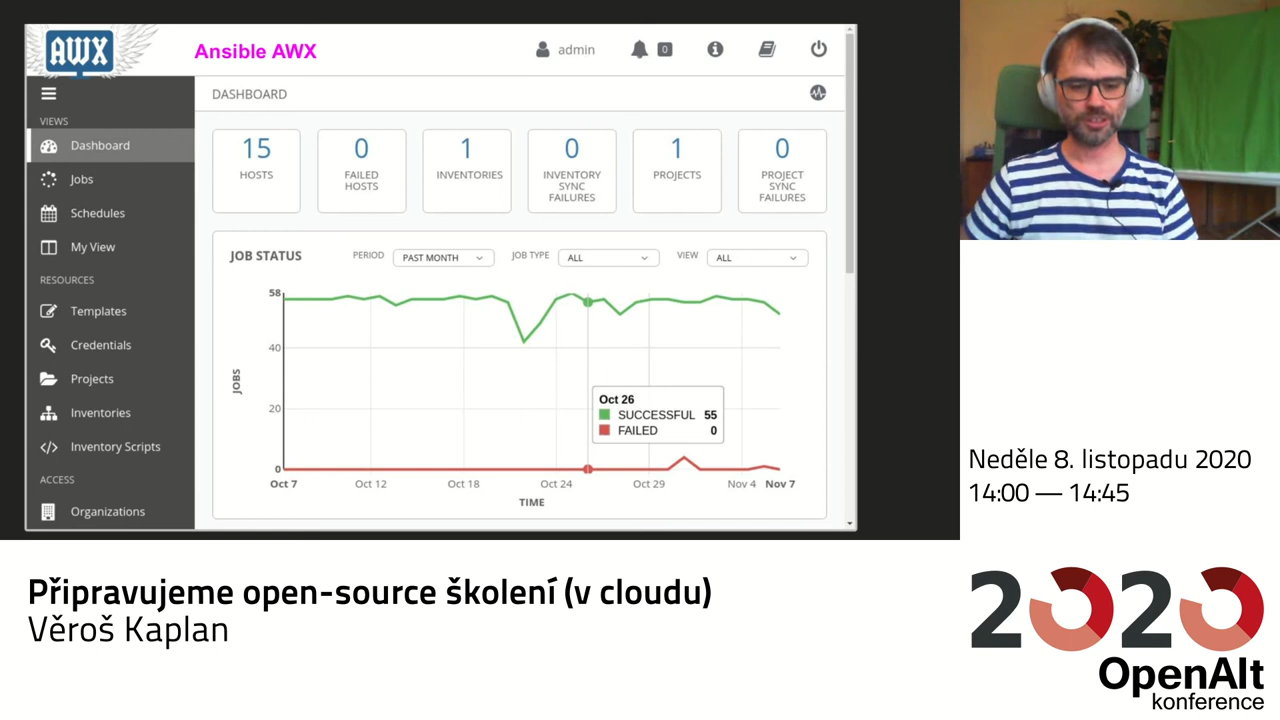 AWX
Ansible AWX
admin
0
VIEWS
Dashboard
Jobs
Schedules
My View
RESOURCES
Templates
Credentials
Projects
Inventories
Inventory Scripts
ACCESS
Organizations
DASHBOARD
15
HOSTS
0
FAILED
HOSTS
1
INVENTORIES
0
INVENTORY
SYNC
FAILURES
1
PROJECTS
0
PROJECT
SYNC
FAILURES
JOB STATUS
PERIOD PAST MONTH JOB TYPE ALL VIEW ALL
58
40
20
0
JOBS
Oct 26
SUCCESSFUL 55
FAILED 0
Oct 7 Oct 12 Oct 18 Oct 24 Oct 29 Nov 4 Nov 7
TIME
Neděle 8. listopadu 2020
14:00 — 14:45
Připravujeme open-source školení (v cloudu)
Věroš Kaplan
2020
OpenAlt
konference